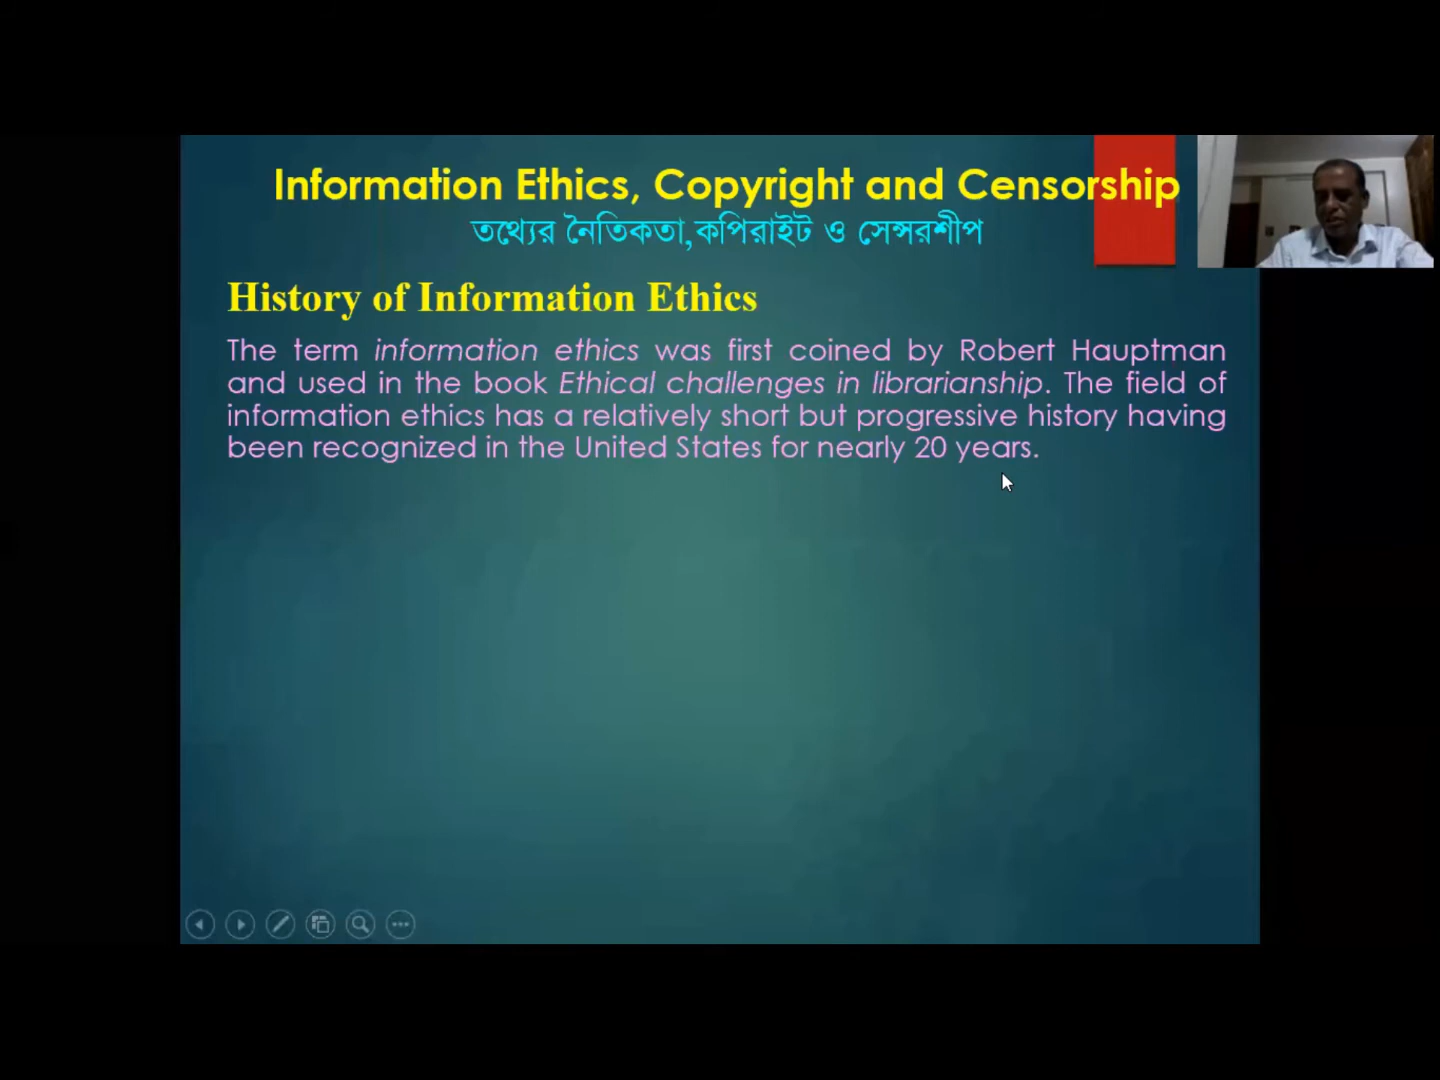 Information Ethics, Copyright and Censorship
তথ্যের নৈতিকতা,কপিরাইট ও সেন্সরশীপ
History of Information Ethics
The term information ethics was first coined by Robert Hauptman
and used in the book Ethical challenges in librarianship. The field of
information ethics has a relatively short but progressive history having
been recognized in the United States for nearly 20 years.